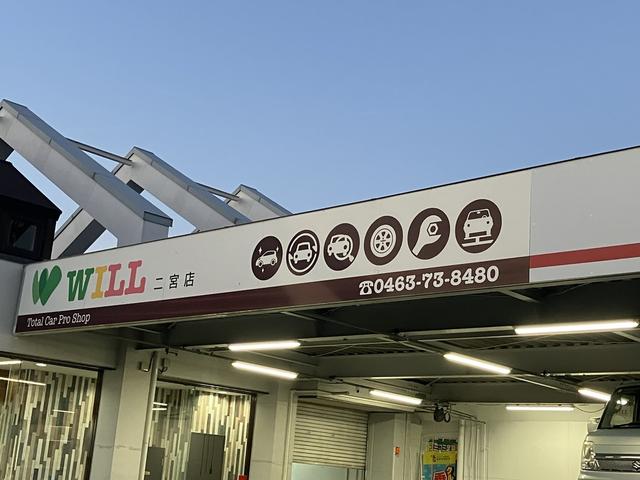 WILL 二宮店
Total Car Pro Shop
☎0463-73-8480